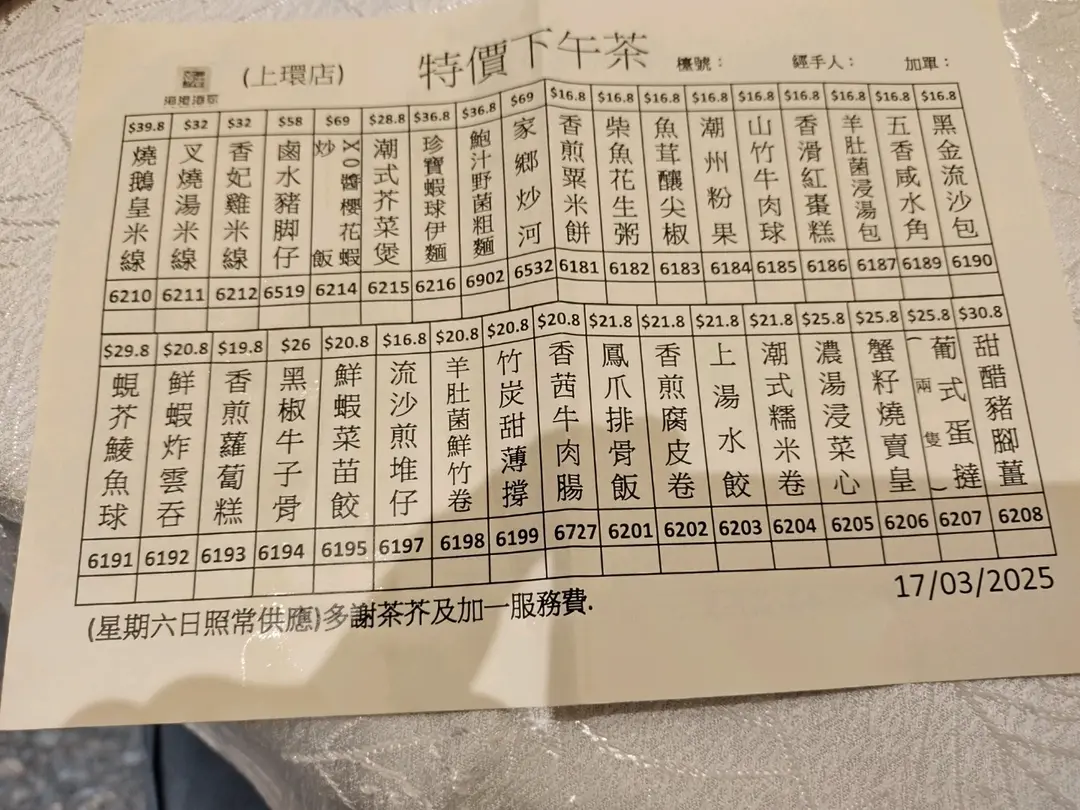 海港酒家
(上環店)
特價下午茶
檯號：
經手人：
加單：
$39.8 $32 $32 $58 $69 $28.8 $36.8 $36.8 $69 $16.8 $16.8 $16.8 $16.8 $16.8 $16.8 $16.8 $16.8 $16.8
燒鵝皇米線
叉燒湯米線
香妃雞米線
鹵水豬脚仔
XO醬櫻花蝦炒飯
潮式芥菜煲
珍寶蝦球伊麵
鮑汁野菌粗麵
家鄉炒河
香煎粟米餅
柴魚花生粥
魚茸釀尖椒
潮州粉果
山竹牛肉球
香滑紅棗糕
羊肚菌浸湯包
五香咸水角
黑金流沙包
6210 6211 6212 6519 6214 6215 6216 6902 6532 6181 6182 6183 6184 6185 6186 6187 6189 6190
$29.8 $20.8 $19.8 $26 $20.8 $16.8 $20.8 $20.8 $20.8 $21.8 $21.8 $21.8 $21.8 $25.8 $25.8 $25.8 $30.8
蜆芥鯪魚球
鮮蝦炸雲吞
香煎蘿蔔糕
黑椒牛子骨
鮮蝦菜苗餃
流沙煎堆仔
羊肚菌鮮竹卷
竹炭甜薄撐
香茜牛肉腸
鳳爪排骨飯
香煎腐皮卷
上湯水餃
潮式糯米卷
濃湯浸菜心
蟹籽燒賣皇
葡式蛋撻(兩隻)
甜醋豬腳薑
6191 6192 6193 6194 6195 6197 6198 6199 6727 6201 6202 6203 6204 6205 6206 6207 6208
(星期六日照常供應)多謝茶芥及加一服務費.
17/03/2025